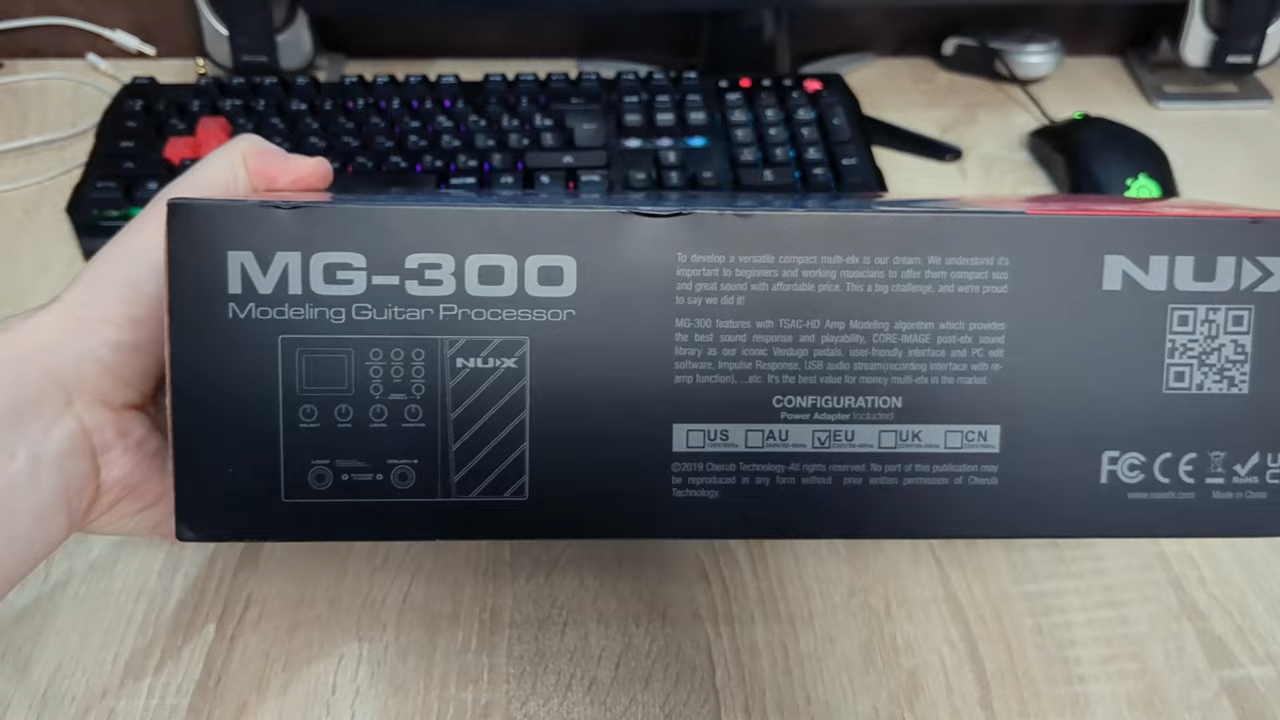 MG-300
Modeling Guitar Processor
NUX
LOOP
To develop a versatile compact multi-efx is our dream. We understand it's
important to beginners and working musicians to offer them compact size
and great sound with affordable price. This a big challenge, and we're proud
to say we did it!
MG-300 features with TSAC-HD Amp Modeling algorithm which provides
the best sound response and playability, CORE-IMAGE post-efx sound
library as our iconic Verdugo pedals, user-friendly interface and PC edit
software, Impulse Response, USB audio stream(recording interface with re-
amp function), ...etc. It's the best value for money multi-efx in the market.
CONFIGURATION
Power Adapter Included
US AU EU UK CN
©2019 Cherub Technology-All rights reserved. No part of this publication may
be reproduced in any form without prior written permission of Cherub
Technology
NUX
FC CE RoHS
www.nuxefx.com Made in China